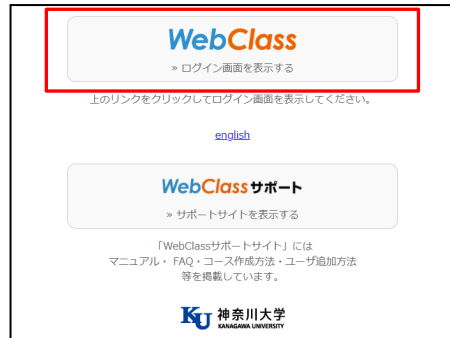 WebClass
» ログイン画面を表示する
上のリンクをクリックしてログイン画面を表示してください。
english
WebClassサポート
» サポートサイトを表示する
「WebClassサポートサイト」には
マニュアル・ FAQ・コース作成方法・ユーザ追加方法
等を掲載しています。
KU 神奈川大学
KANAGAWA UNIVERSITY